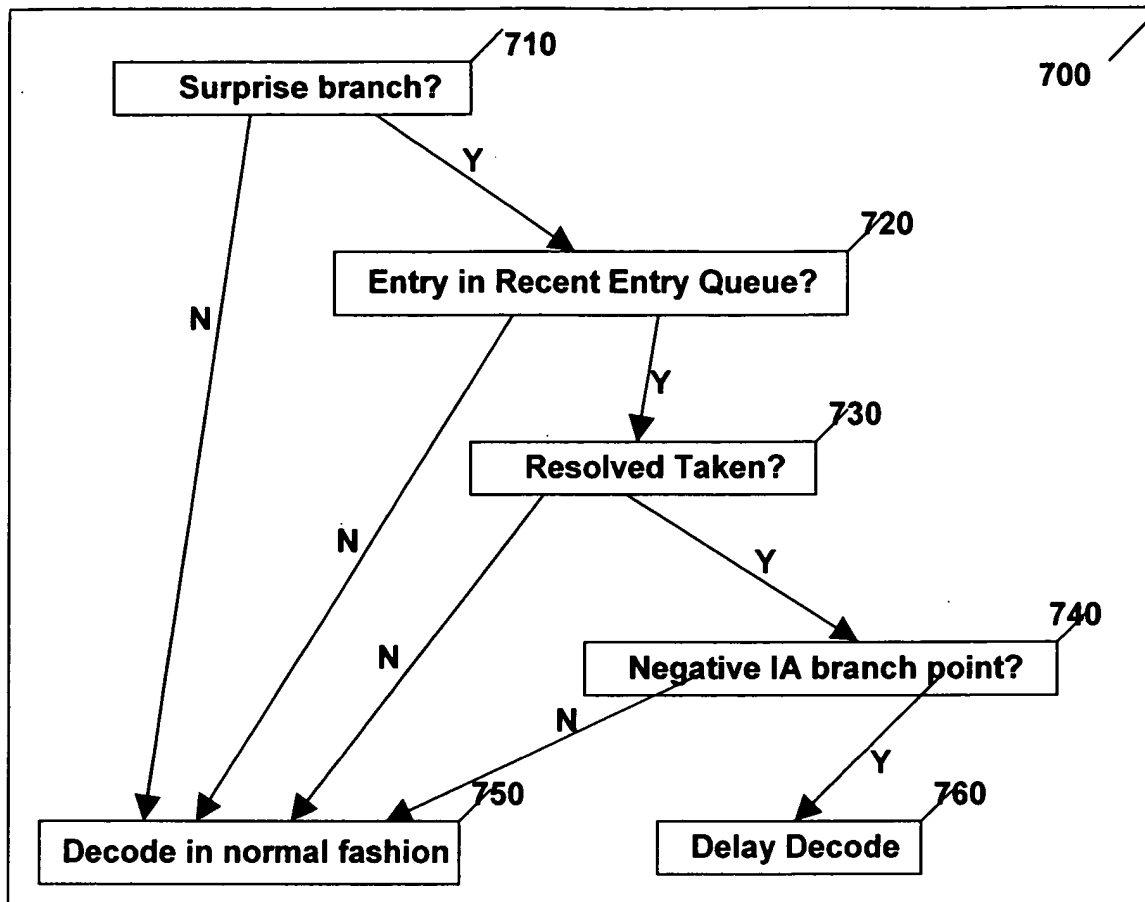 710
700
Surprise branch?
Y
720
Entry in Recent Entry Queue?
N
Y
730
Resolved Taken?
N
Y
740
N
Negative IA branch point?
N
Y
750
760
Decode in normal fashion
Delay Decode